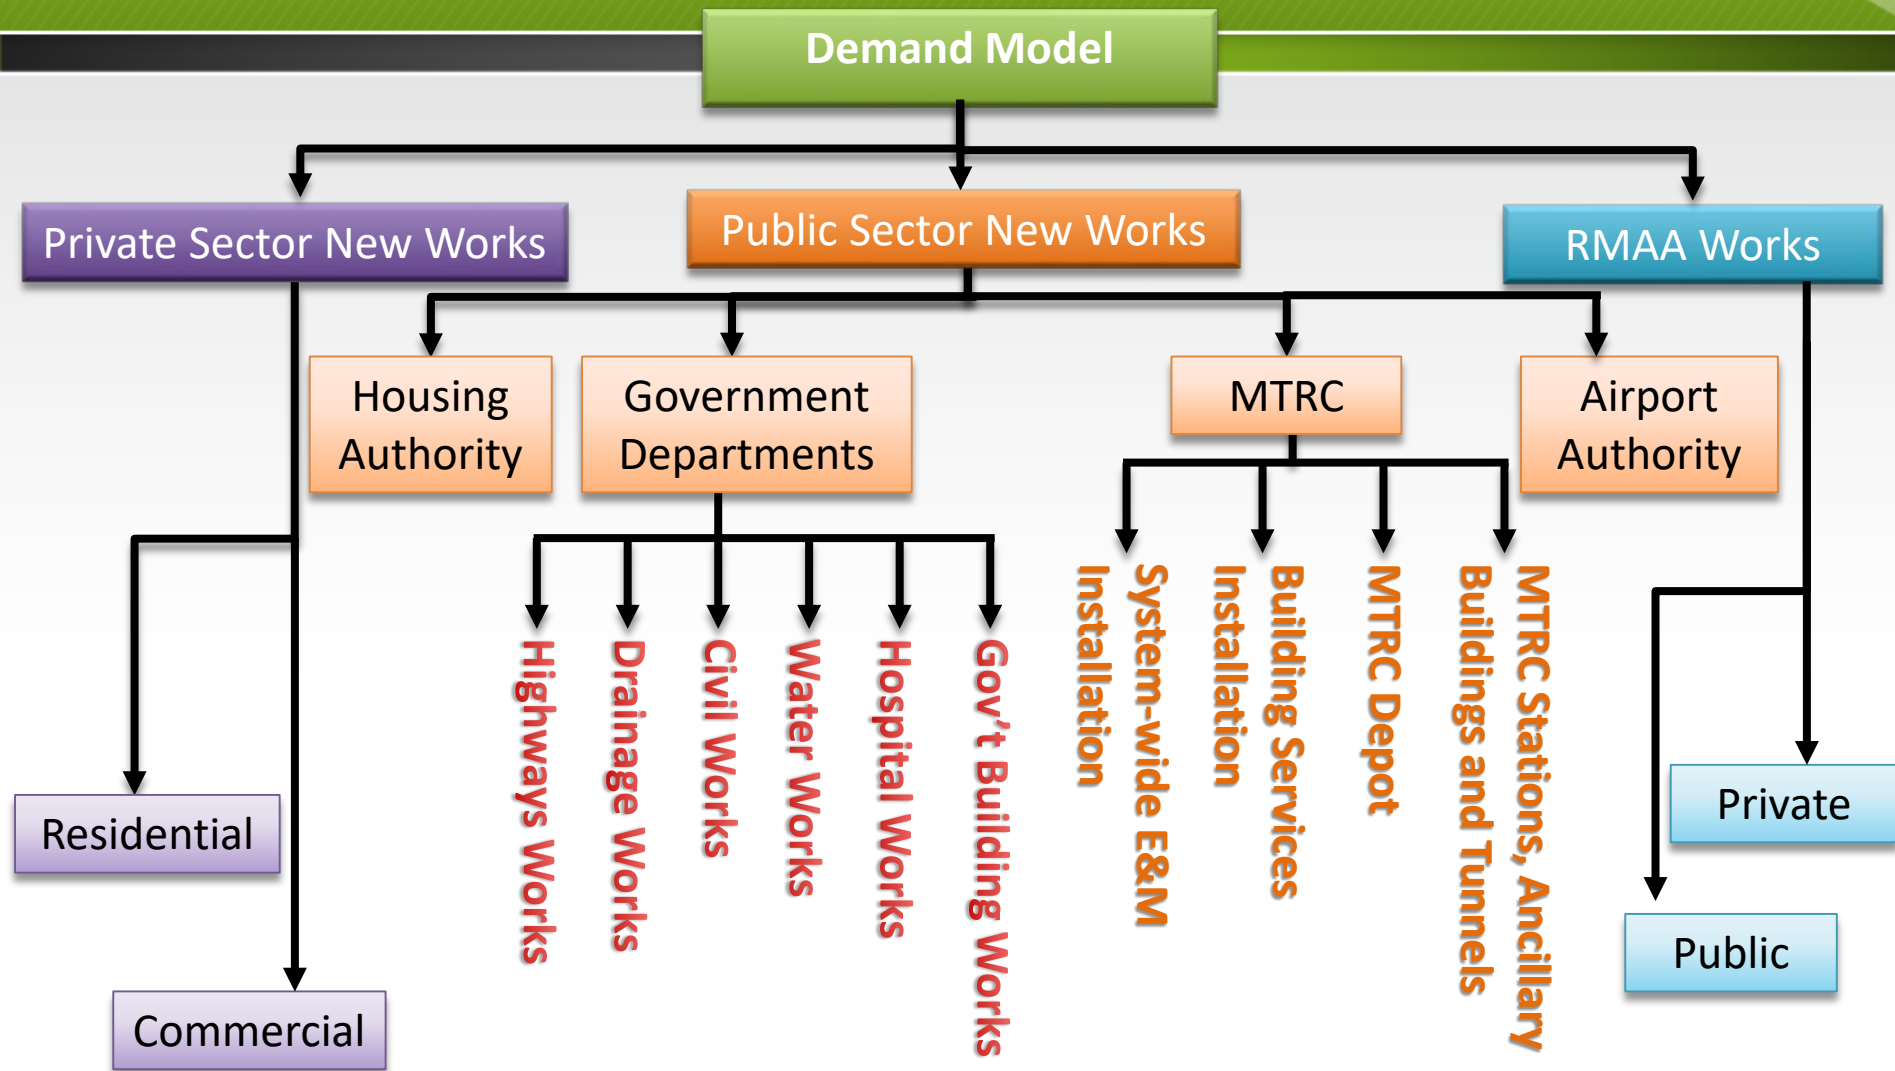 Demand Model
Private Sector New Works
Public Sector New Works
RMAA Works
Housing
Authority
Government
Departments
MTRC
Airport
Authority
Residential
Commercial
Highways Works
Drainage Works
Civil Works
Water Works
Hospital Works
Gov't Building Works
System-wide E&M
Installation
Building Services
Installation
MTRC Depot
MTRC Stations, Ancillary
Buildings and Tunnels
Private
Public